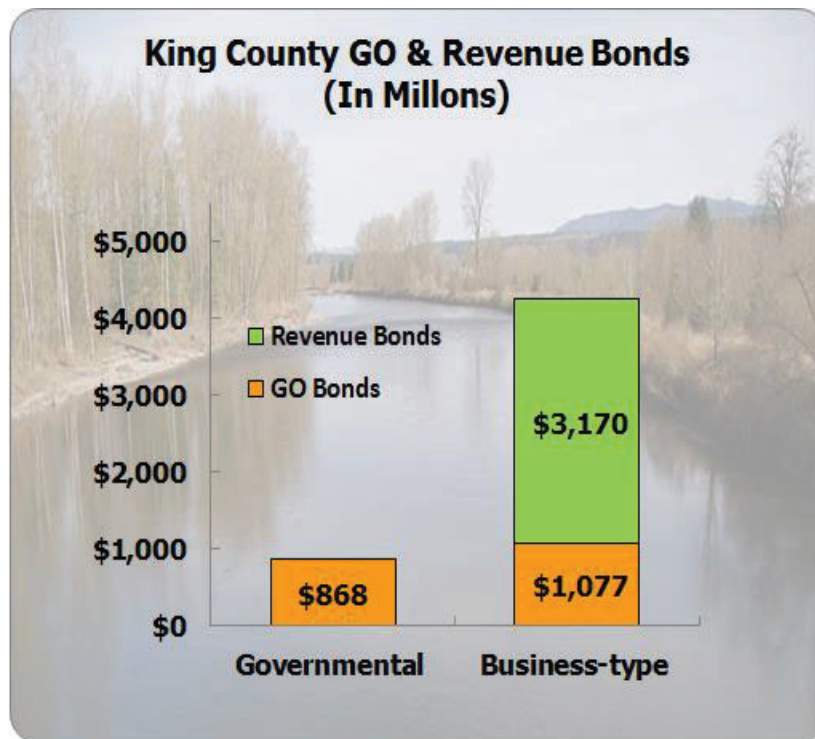 King County GO & Revenue Bonds
(In Millons)
$5,000
$4,000
$3,000
$2,000
$1,000
$0
Revenue Bonds
GO Bonds
$868
$3,170
$1,077
Governmental
Business-type